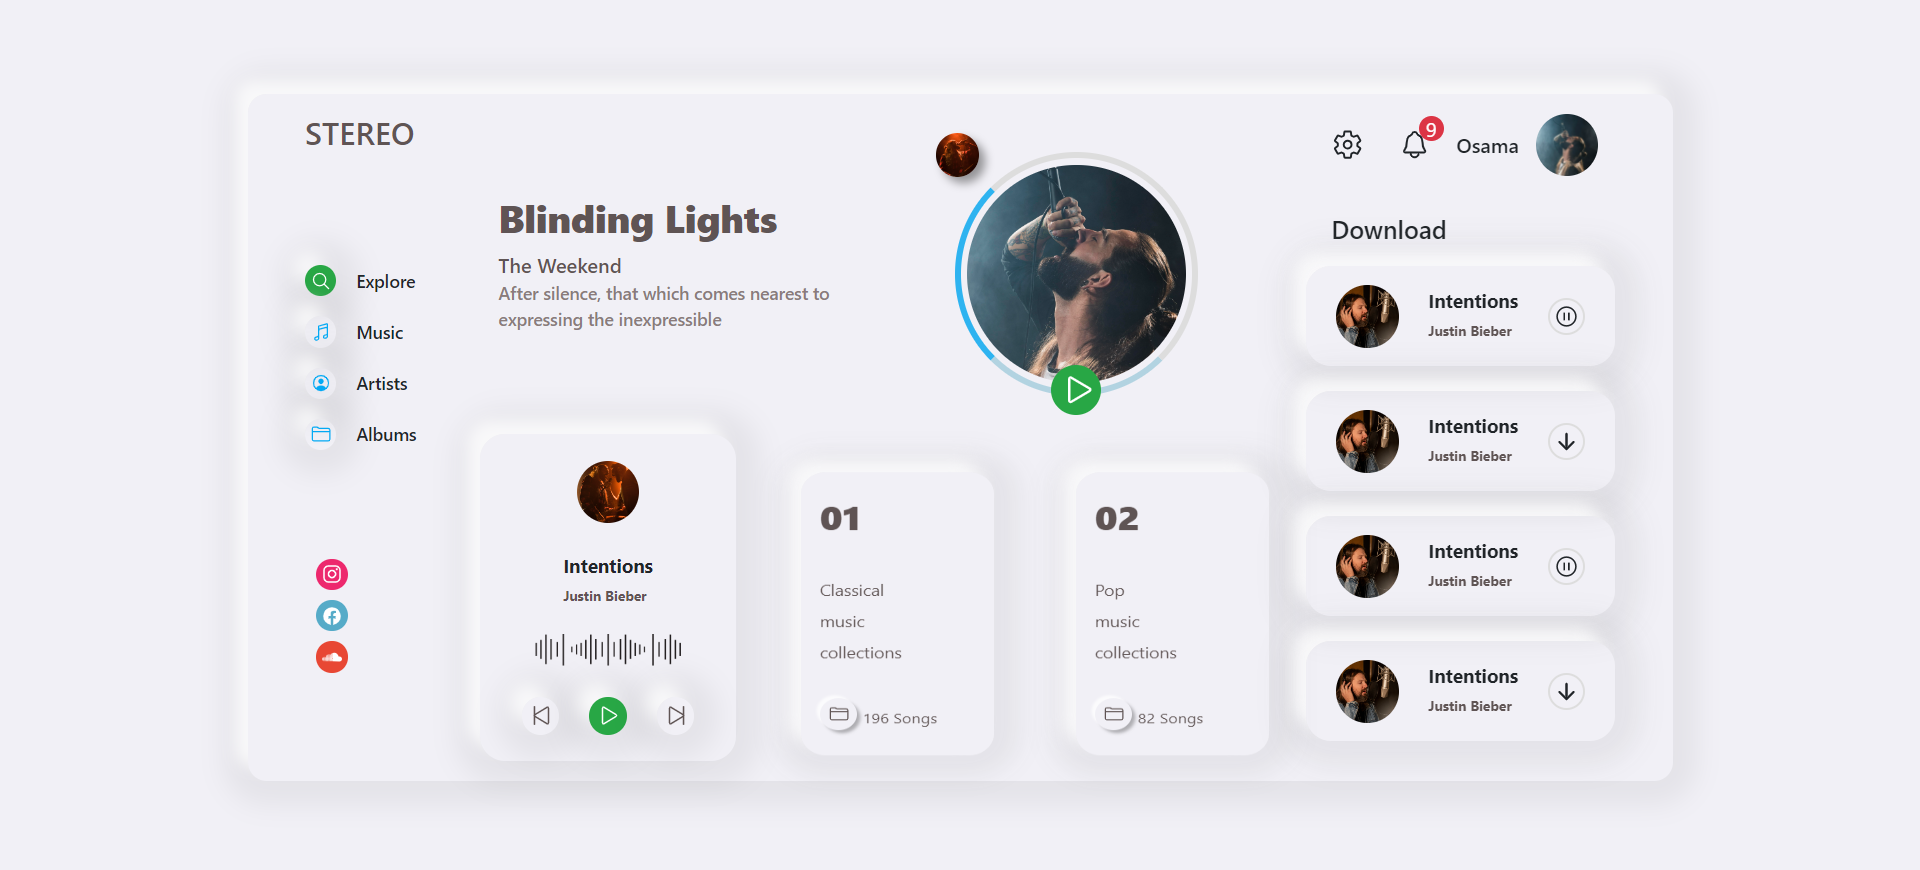 STEREO
Explore
Music
Artists
Albums
Blinding Lights
The Weekend
After silence, that which comes nearest to
expressing the inexpressible
Intentions
Justin Bieber
01
Classical
music
collections
196 Songs
02
Pop
music
collections
82 Songs
9
Osama
Download
Intentions
Justin Bieber
Intentions
Justin Bieber
Intentions
Justin Bieber
Intentions
Justin Bieber